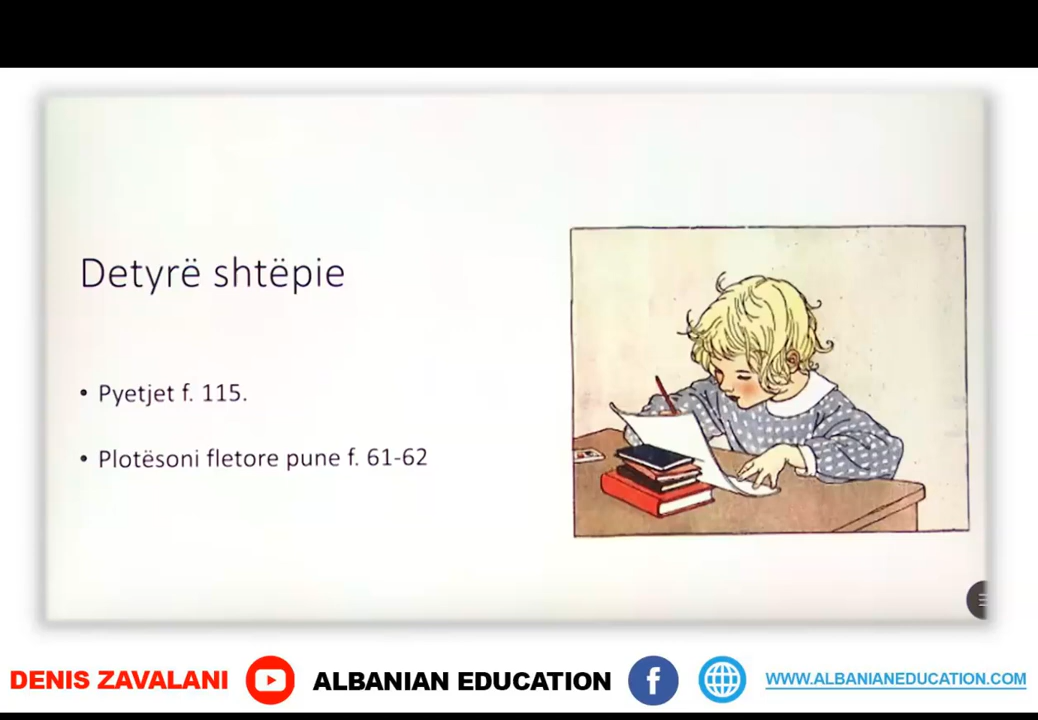 Detyrë shtëpie
• Pyetjet f. 115.
• Plotësoni fletore pune f. 61-62
DENIS ZAVALANI ALBANIAN EDUCATION WWW.ALBANIANEDUCATION.COM